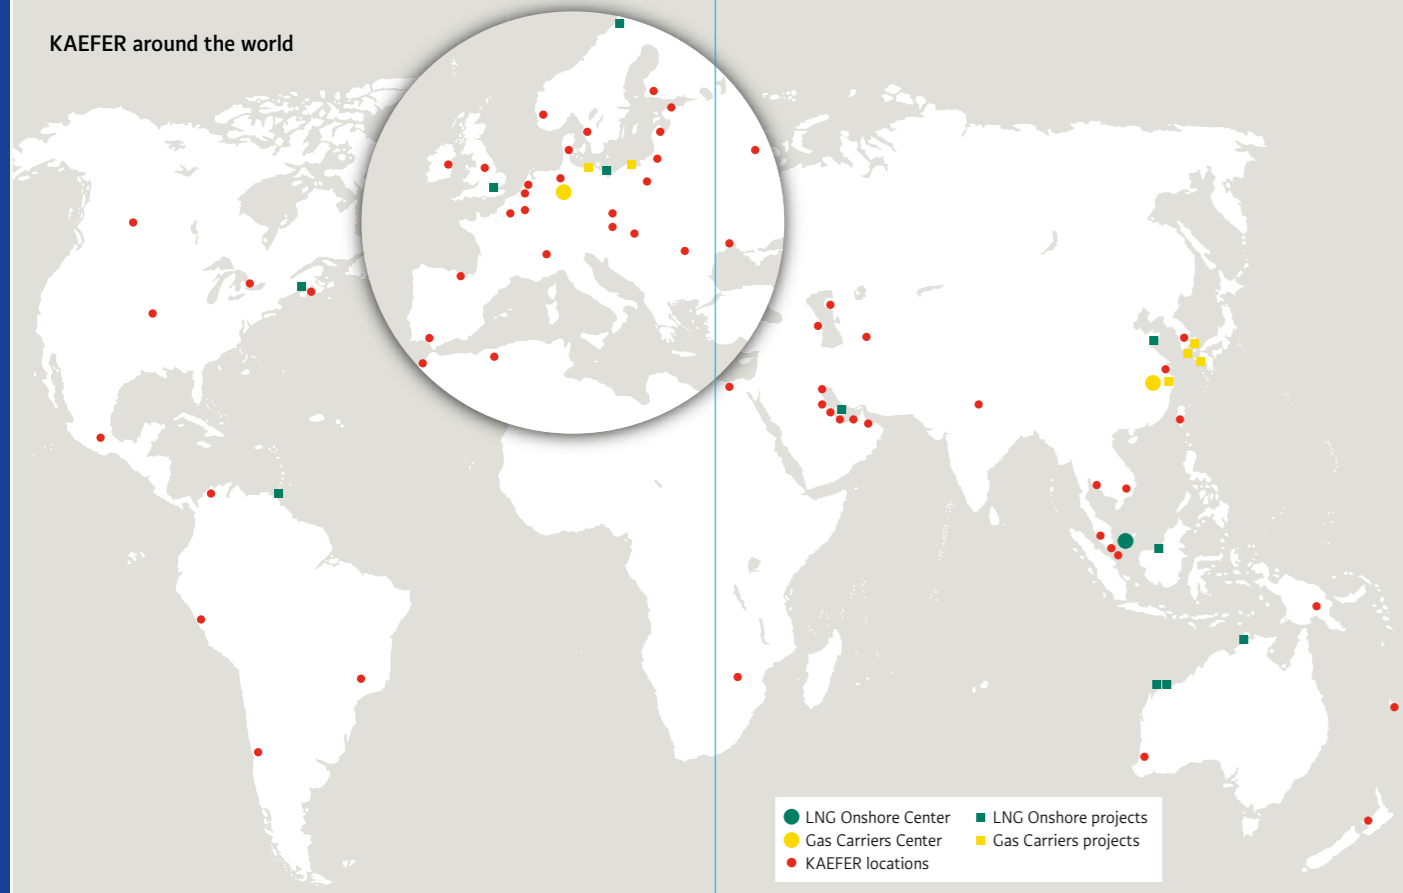 KAEFER around the world
LNG Onshore Center
LNG Onshore projects
Gas Carriers Center
Gas Carriers projects
KAEFER locations